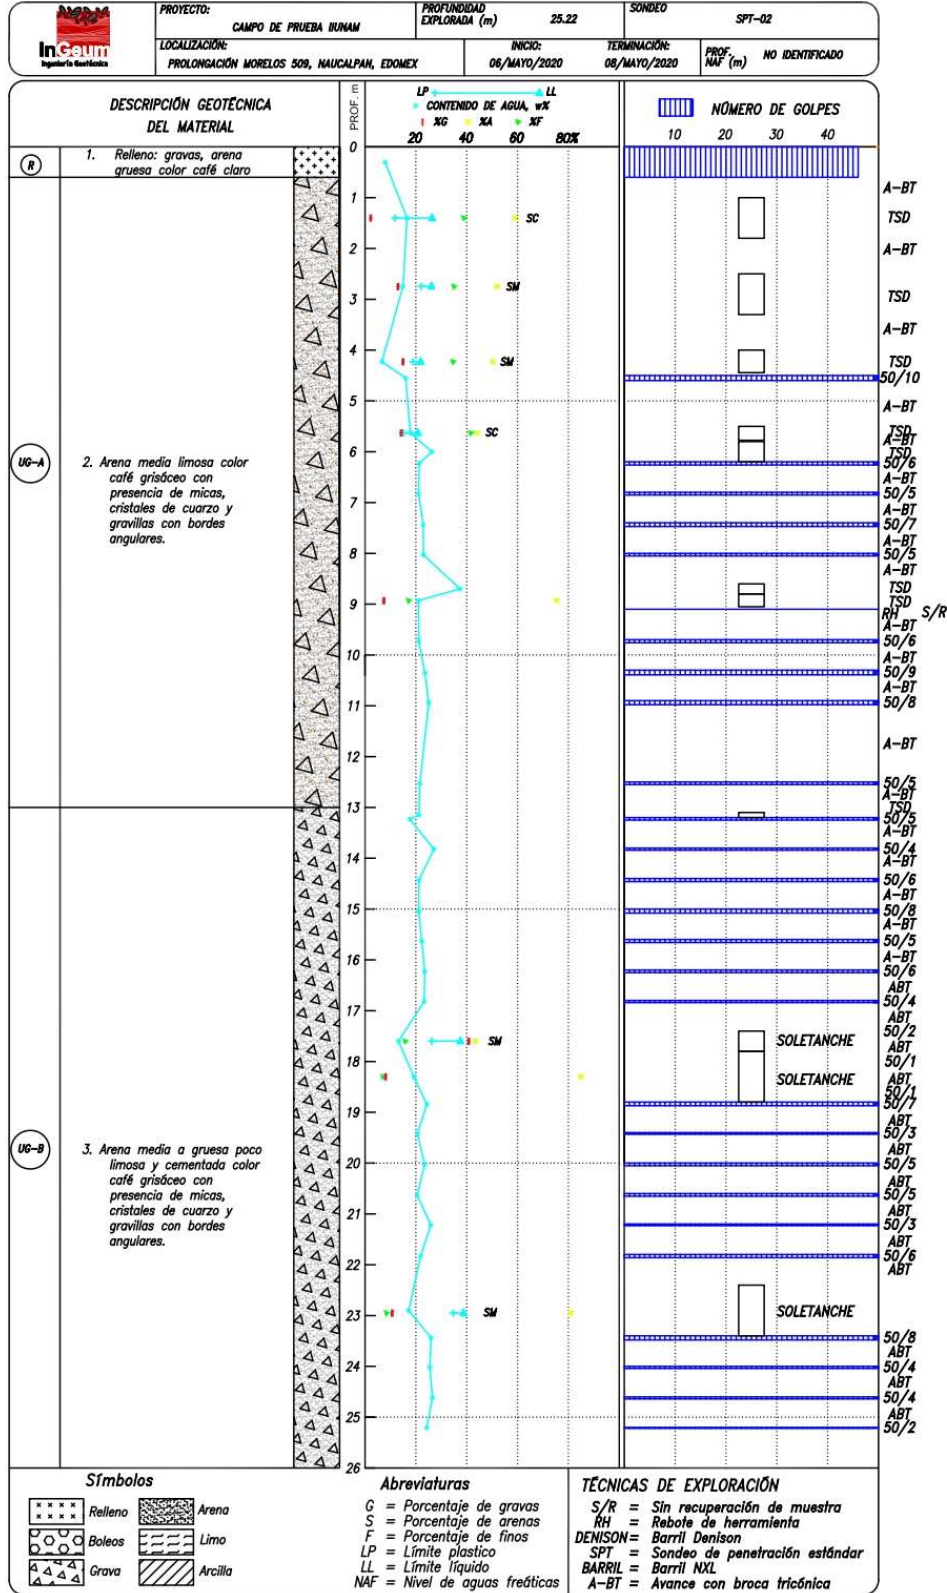 InGeum
Ingeniería Geotécnica
PROYECTO:
CAMPO DE PRUEBA IIUNAM
PROFUNDIDAD
EXPLORADA (m) 25.22
SONDEO
SPT-02
LOCALIZACIÓN:
PROLONGACIÓN MORELOS 509, NAUCALPAN, EDOMEX
INICIO:
06/MAYO/2020
TERMINACIÓN:
08/MAYO/2020
PROF.
NAF (m) NO IDENTIFICADO
DESCRIPCIÓN GEOTÉCNICA
DEL MATERIAL
PROF. m
LP LL
CONTENIDO DE AGUA, w%
%G %A %F
20 40 60 80%
NÚMERO DE GOLPES
10 20 30 40
R
1. Relleno: gravas, arena
gruesa color café claro
UG-A
2. Arena media limosa color
café grisáceo con
presencia de micas,
cristales de cuarzo y
gravillas con bordes
angulares.
UG-B
3. Arena media a gruesa poco
limosa y cementada color
café grisáceo con
presencia de micas,
cristales de cuarzo y
gravillas con bordes
angulares.
0
1
2
3
4
5
6
7
8
9
10
11
12
13
14
15
16
17
18
19
20
21
22
23
24
25
26
SC
SM
SM
SC
SM
SM
A-BT
TSD
A-BT
TSD
A-BT
TSD
50/10
A-BT
TSD
A-BT
TSD
50/6
A-BT
50/5
A-BT
50/7
A-BT
50/5
A-BT
TSD
TSD
RH S/R
A-BT
50/6
A-BT
50/9
A-BT
50/8
A-BT
50/5
A-BT
TSD
50/5
A-BT
50/4
A-BT
50/6
A-BT
50/8
A-BT
50/5
A-BT
50/6
ABT
50/4
ABT
50/2
SOLETANCHE
ABT
50/1
SOLETANCHE
ABT
50/1
50/7
ABT
50/3
ABT
50/5
ABT
50/5
ABT
50/3
ABT
50/6
ABT
SOLETANCHE
50/8
ABT
50/4
ABT
50/4
ABT
50/2
Símbolos
Relleno
Arena
Boleos
Limo
Grava
Arcilla
Abreviaturas
G = Porcentaje de gravas
S = Porcentaje de arenas
F = Porcentaje de finos
LP = Límite plastico
LL = Límite líquido
NAF = Nivel de aguas freáticas
TÉCNICAS DE EXPLORACIÓN
S/R = Sin recuperación de muestra
RH = Rebote de herramienta
DENISON = Barril Denison
SPT = Sondeo de penetración estándar
BARRIL = Barril NXL
A-BT = Avance con broca tricónica